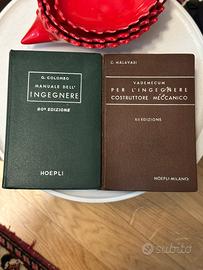 G. COLOMBO
MANUALE DELL'
INGEGNERE
80ª EDIZIONE
HOEPLI
C. MALAVASI
VADEMECUM
PER L'INGEGNERE
COSTRUTTORE MECCANICO
EDIZIONE
HOEPLI-MILANO
subito